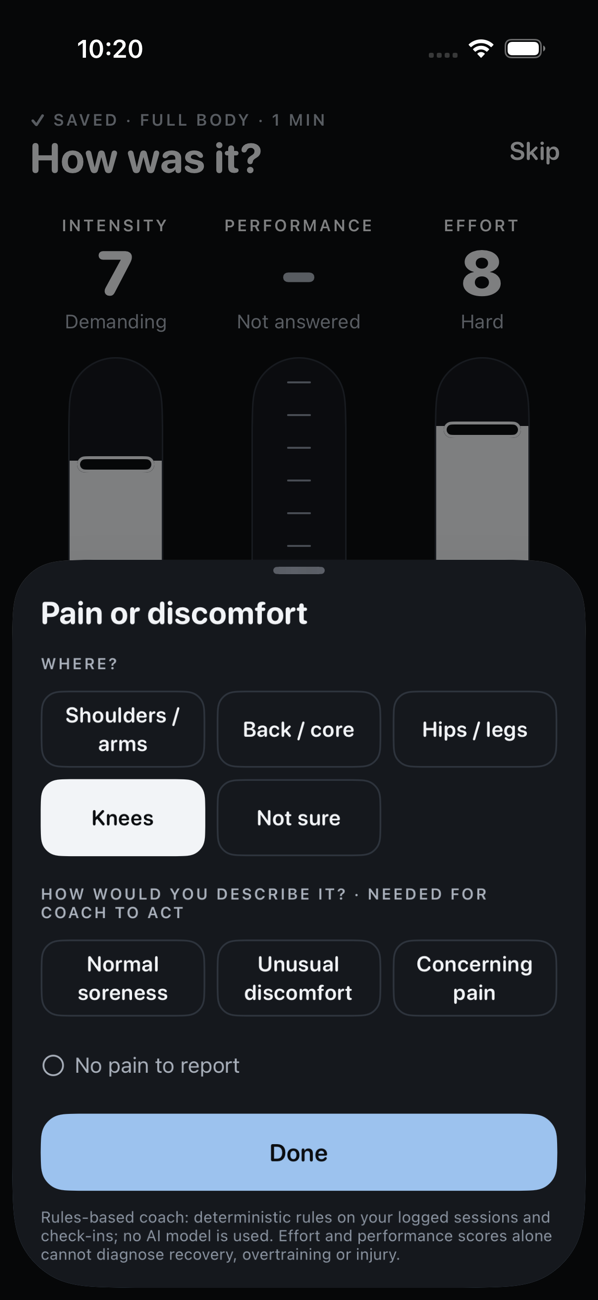 10:20
✓ SAVED · FULL BODY · 1 MIN
How was it?
Skip
INTENSITY
7
Demanding
PERFORMANCE
–
Not answered
EFFORT
8
Hard
Pain or discomfort
WHERE?
Shoulders /
arms
Back / core
Hips / legs
Knees
Not sure
HOW WOULD YOU DESCRIBE IT? · NEEDED FOR
COACH TO ACT
Normal
soreness
Unusual
discomfort
Concerning
pain
No pain to report
Done
Rules-based coach: deterministic rules on your logged sessions and
check-ins; no AI model is used. Effort and performance scores alone
cannot diagnose recovery, overtraining or injury.